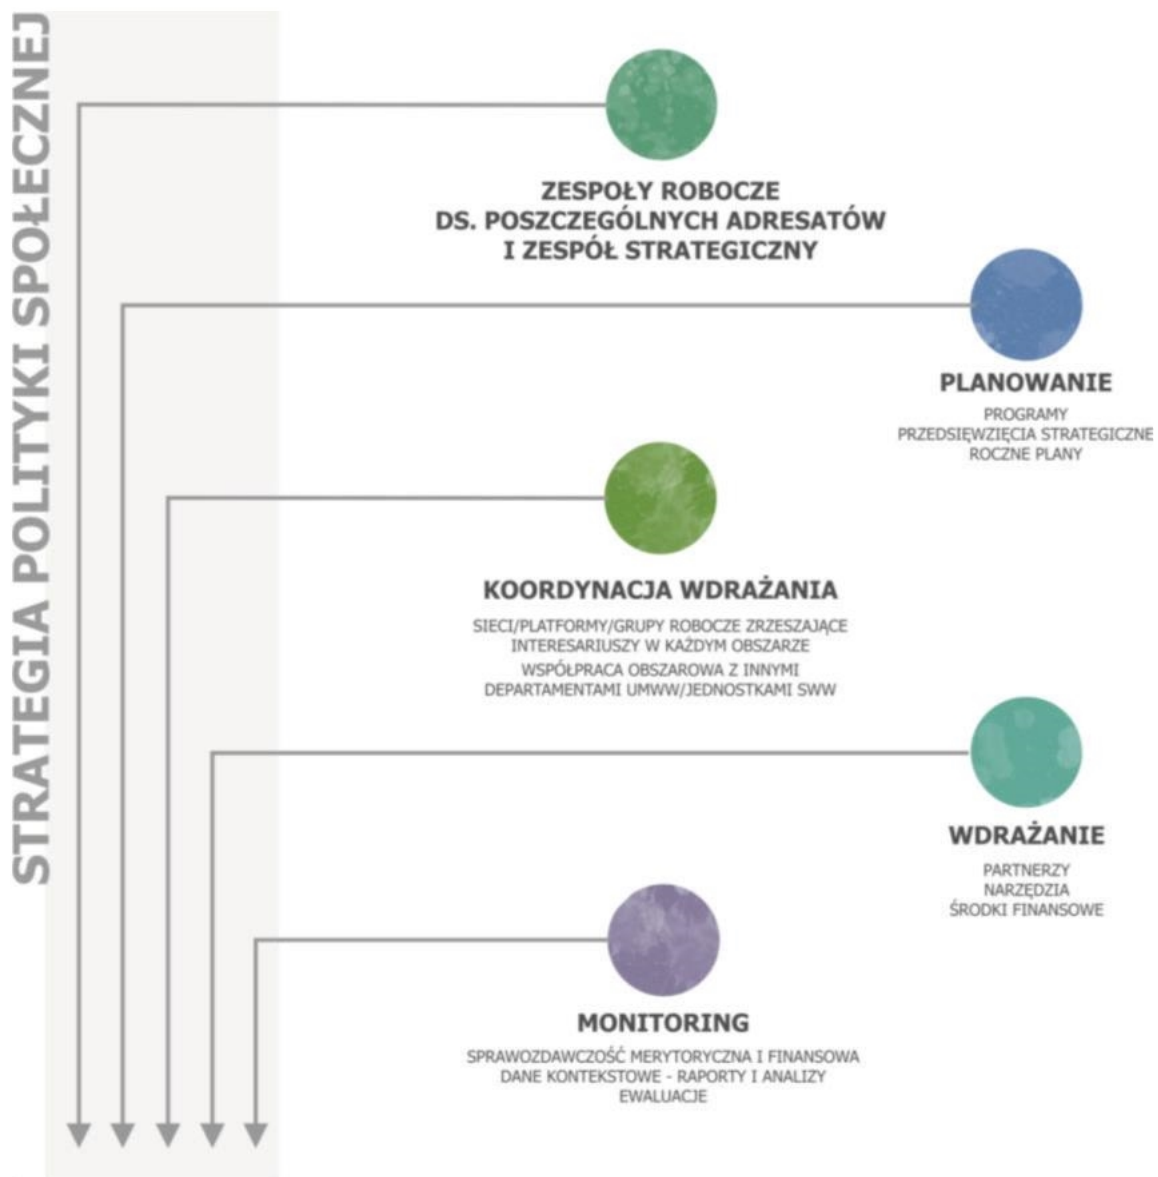 STRATEGIA POLITYKI SPOŁECZNEJ
ZESPOŁY ROBOCZE
DS. POSZCZEGÓLNYCH ADRESATÓW
I ZESPÓŁ STRATEGICZNY
PLANOWANIE
PROGRAMY
PRZEDSIĘWZIĘCIA STRATEGICZNE
ROCZNE PLANY
KOORDYNACJA WDRAŻANIA
SIECI/PLATFORMY/GRUPY ROBOCZE ZRZESZAJĄCE
INTERESARIUSZY W KAŻDYM OBSZARZE
WSPÓŁPRACA OBSZAROWA Z INNYMI
DEPARTAMENTAMI UMWW/JEDNOSTKAMI SWW
WDRAŻANIE
PARTNERZY
NARZĘDZIA
ŚRODKI FINANSOWE
MONITORING
SPRAWOZDAWCZOŚĆ MERYTORYCZNA I FINANSOWA
DANE KONTEKSTOWE - RAPORTY I ANALIZY
EWALUACJE